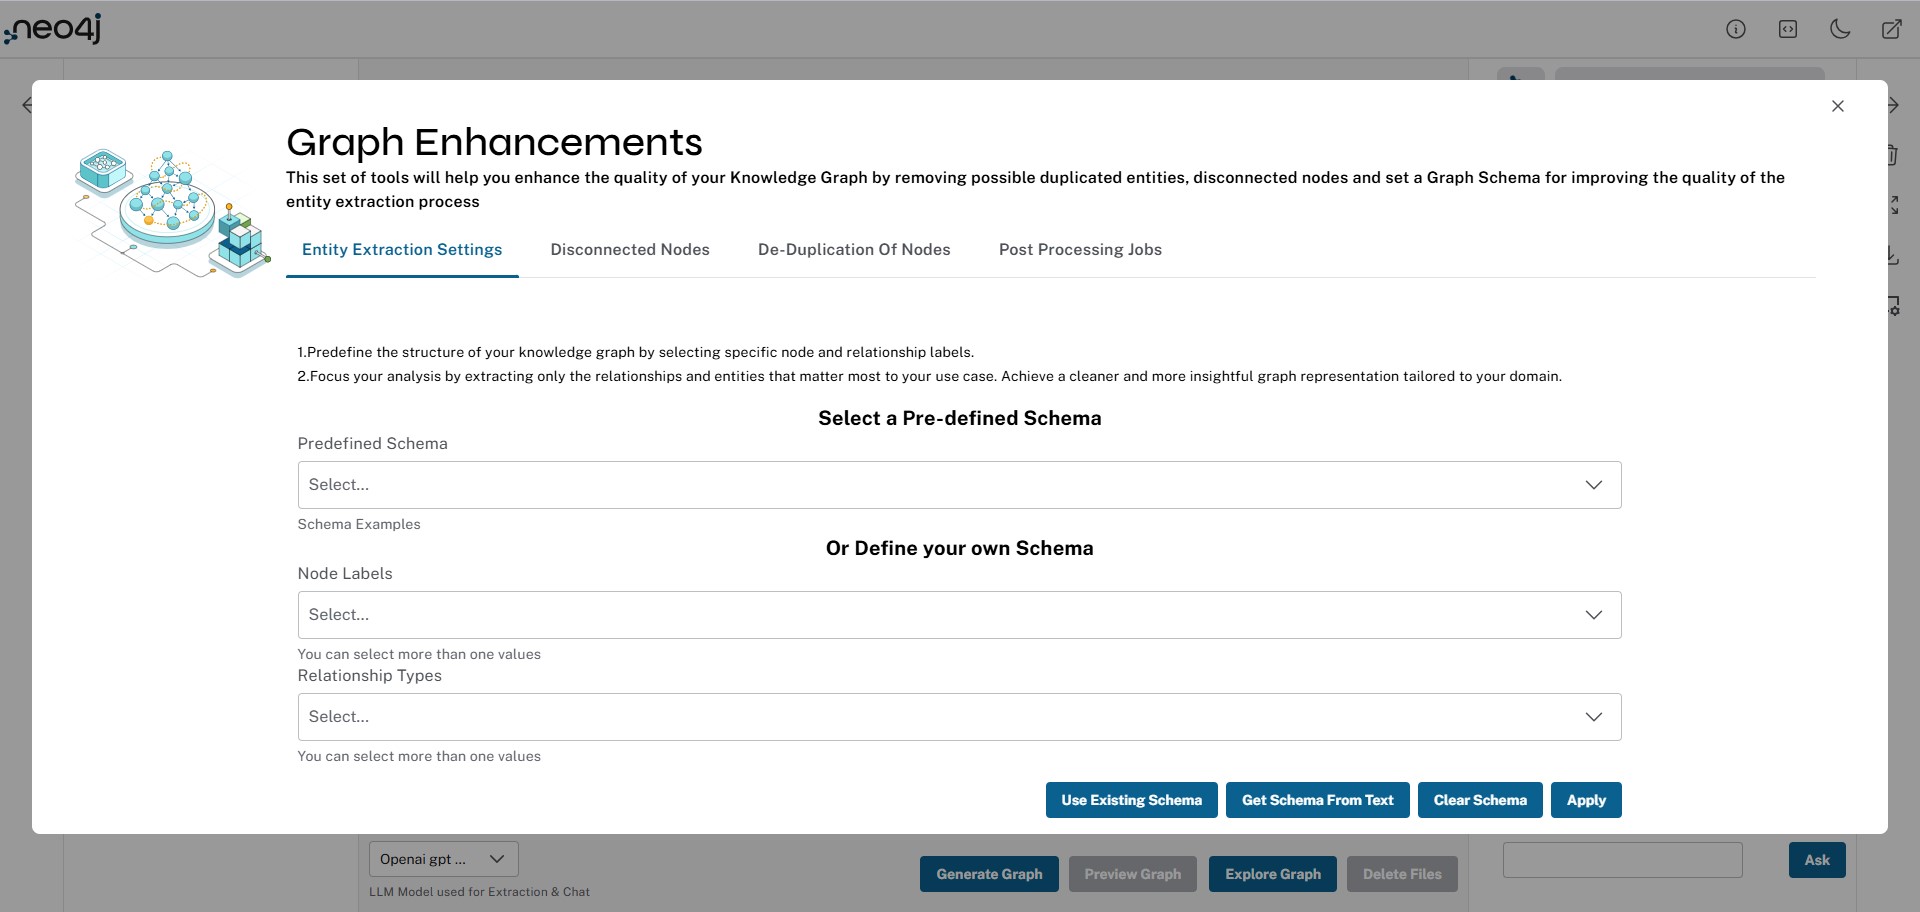 neo4j
Graph Enhancements
This set of tools will help you enhance the quality of your Knowledge Graph by removing possible duplicated entities, disconnected nodes and set a Graph Schema for improving the quality of the
entity extraction process
Entity Extraction Settings
Disconnected Nodes
De-Duplication Of Nodes
Post Processing Jobs
1.Predefine the structure of your knowledge graph by selecting specific node and relationship labels.
2.Focus your analysis by extracting only the relationships and entities that matter most to your use case. Achieve a cleaner and more insightful graph representation tailored to your domain.
Select a Pre-defined Schema
Predefined Schema
Select...
Schema Examples
Or Define your own Schema
Node Labels
Select...
You can select more than one values
Relationship Types
Select...
You can select more than one values
Use Existing Schema
Get Schema From Text
Clear Schema
Apply
Openai gpt ...
LLM Model used for Extraction & Chat
Generate Graph
Preview Graph
Explore Graph
Delete Files
Ask